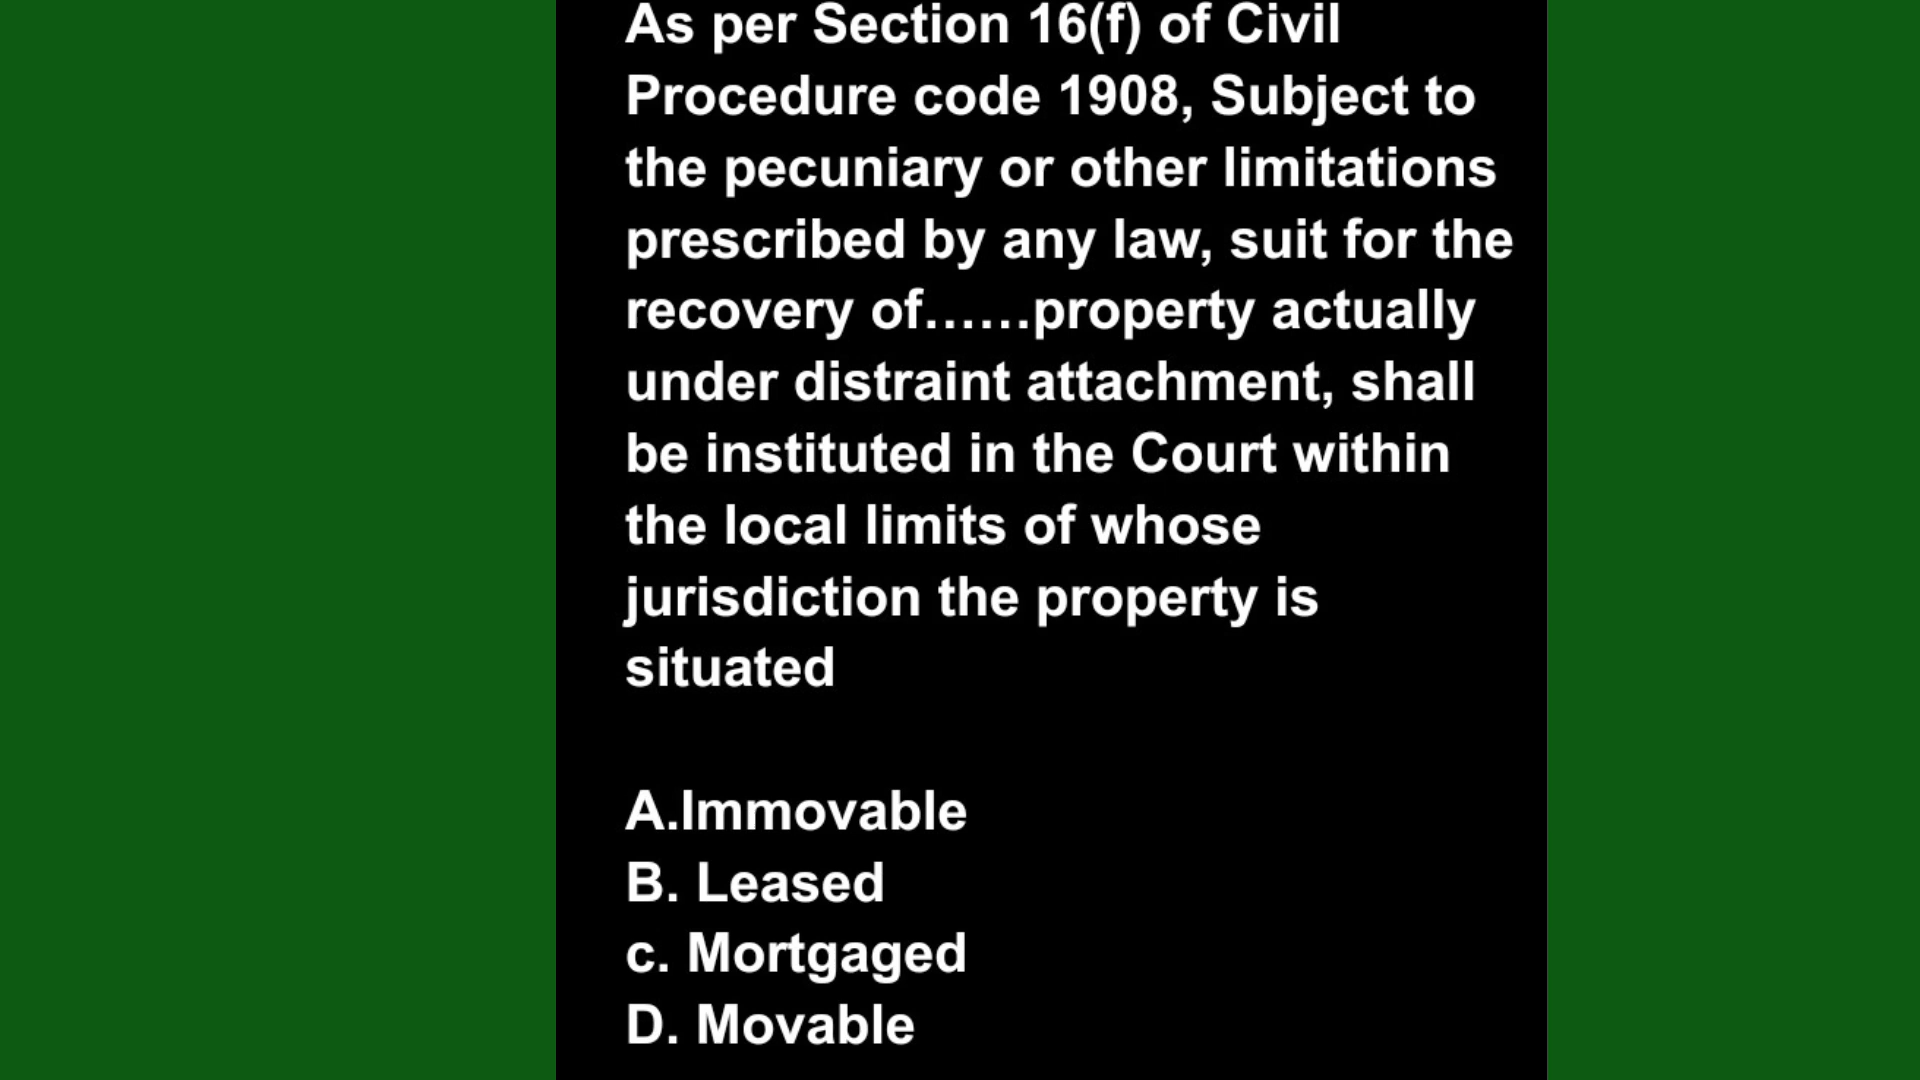 As per Section 16(f) of Civil
Procedure code 1908, Subject to
the pecuniary or other limitations
prescribed by any law, suit for the
recovery of......property actually
under distraint attachment, shall
be instituted in the Court within
the local limits of whose
jurisdiction the property is
situated
A.Immovable
B. Leased
c. Mortgaged
D. Movable